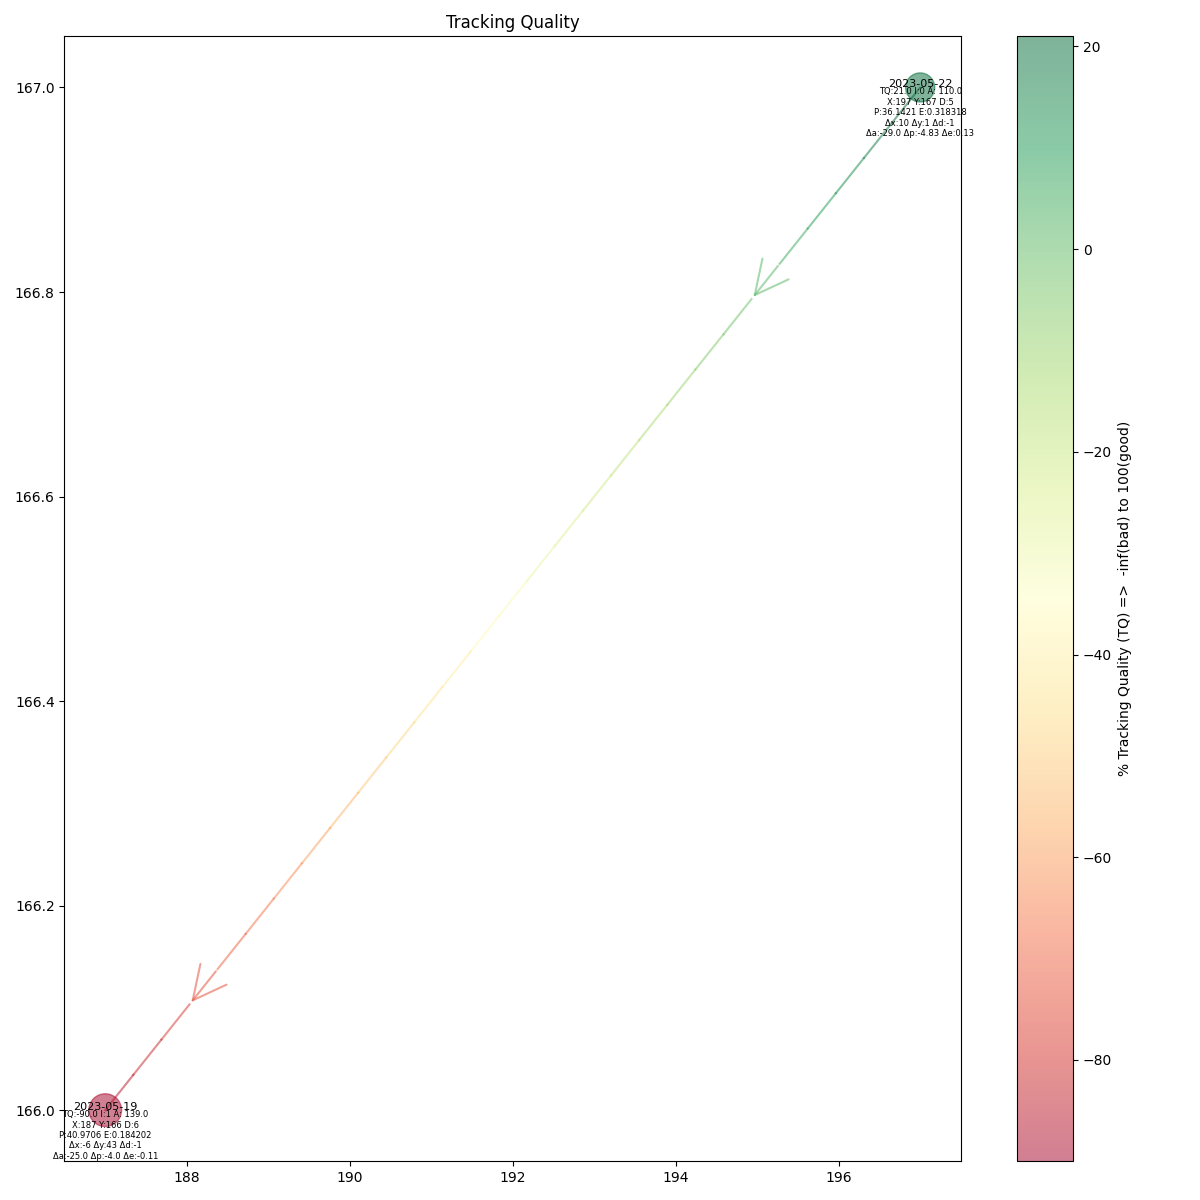 Tracking Quality
167.0
166.8
166.6
166.4
166.2
166.0
188
190
192
194
196
2023-05-22
TQ:21.0 I:0 A: 110.0
X:197 Y:167 D:5
P:36.1421 E:0.318318
Δx:10 Δy:1 Δd:-1
Δa:-29.0 Δp:-4.83 Δe:0.13
2023-05-19
TQ:-90.0 I:1 A: 139.0
X:187 Y:166 D:6
P:40.9706 E:0.184202
Δx:-6 Δy:43 Δd:-1
Δa:-25.0 Δp:-4.0 Δe:-0.11
20
0
−20
−40
−60
−80
% Tracking Quality (TQ) => -inf(bad) to 100(good)